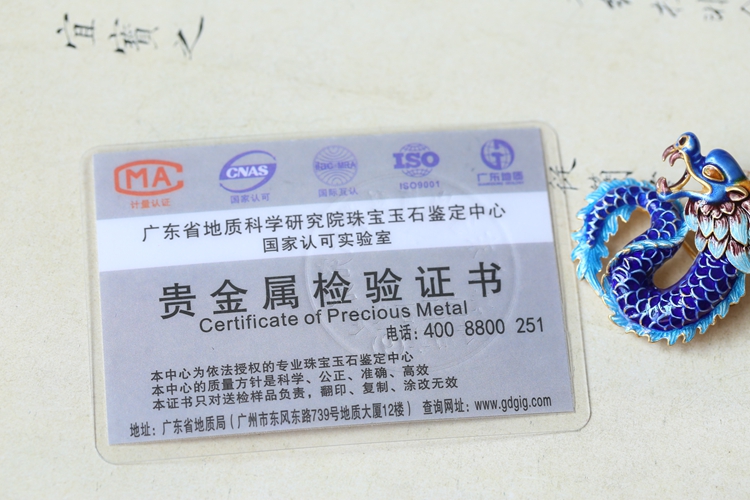 宜寳之
CMA
CNAS
ilac-MRA
ISO
计量认证
国家认可
国际互认
ISO9001
广东地质
广东省地质科学研究院珠宝玉石鉴定中心
国家认可实验室
贵金属检验证书
Certificate of Precious Metal
电话: 400 8800 251
本中心为依法授权的专业珠宝玉石鉴定中心
本中心的质量方针是科学、公正、准确、高效
本证书只对送检样品负责，翻印、复制、涂改无效
地址: 广东省地质局（广州市东风东路739号地质大厦12楼） 查询网址: www.gdgig.com